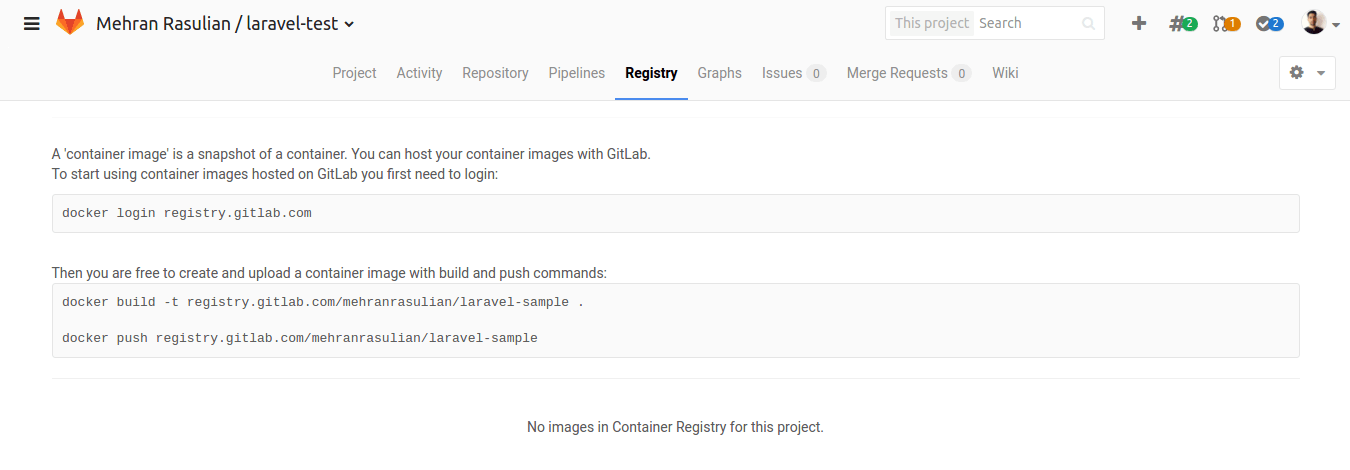 Mehran Rasulian / laravel-test
This project Search
2 1 2
Project Activity Repository Pipelines Registry Graphs Issues 0 Merge Requests 0 Wiki
A 'container image' is a snapshot of a container. You can host your container images with GitLab.
To start using container images hosted on GitLab you first need to login:
docker login registry.gitlab.com
Then you are free to create and upload a container image with build and push commands:
docker build -t registry.gitlab.com/mehranrasulian/laravel-sample .
docker push registry.gitlab.com/mehranrasulian/laravel-sample
No images in Container Registry for this project.